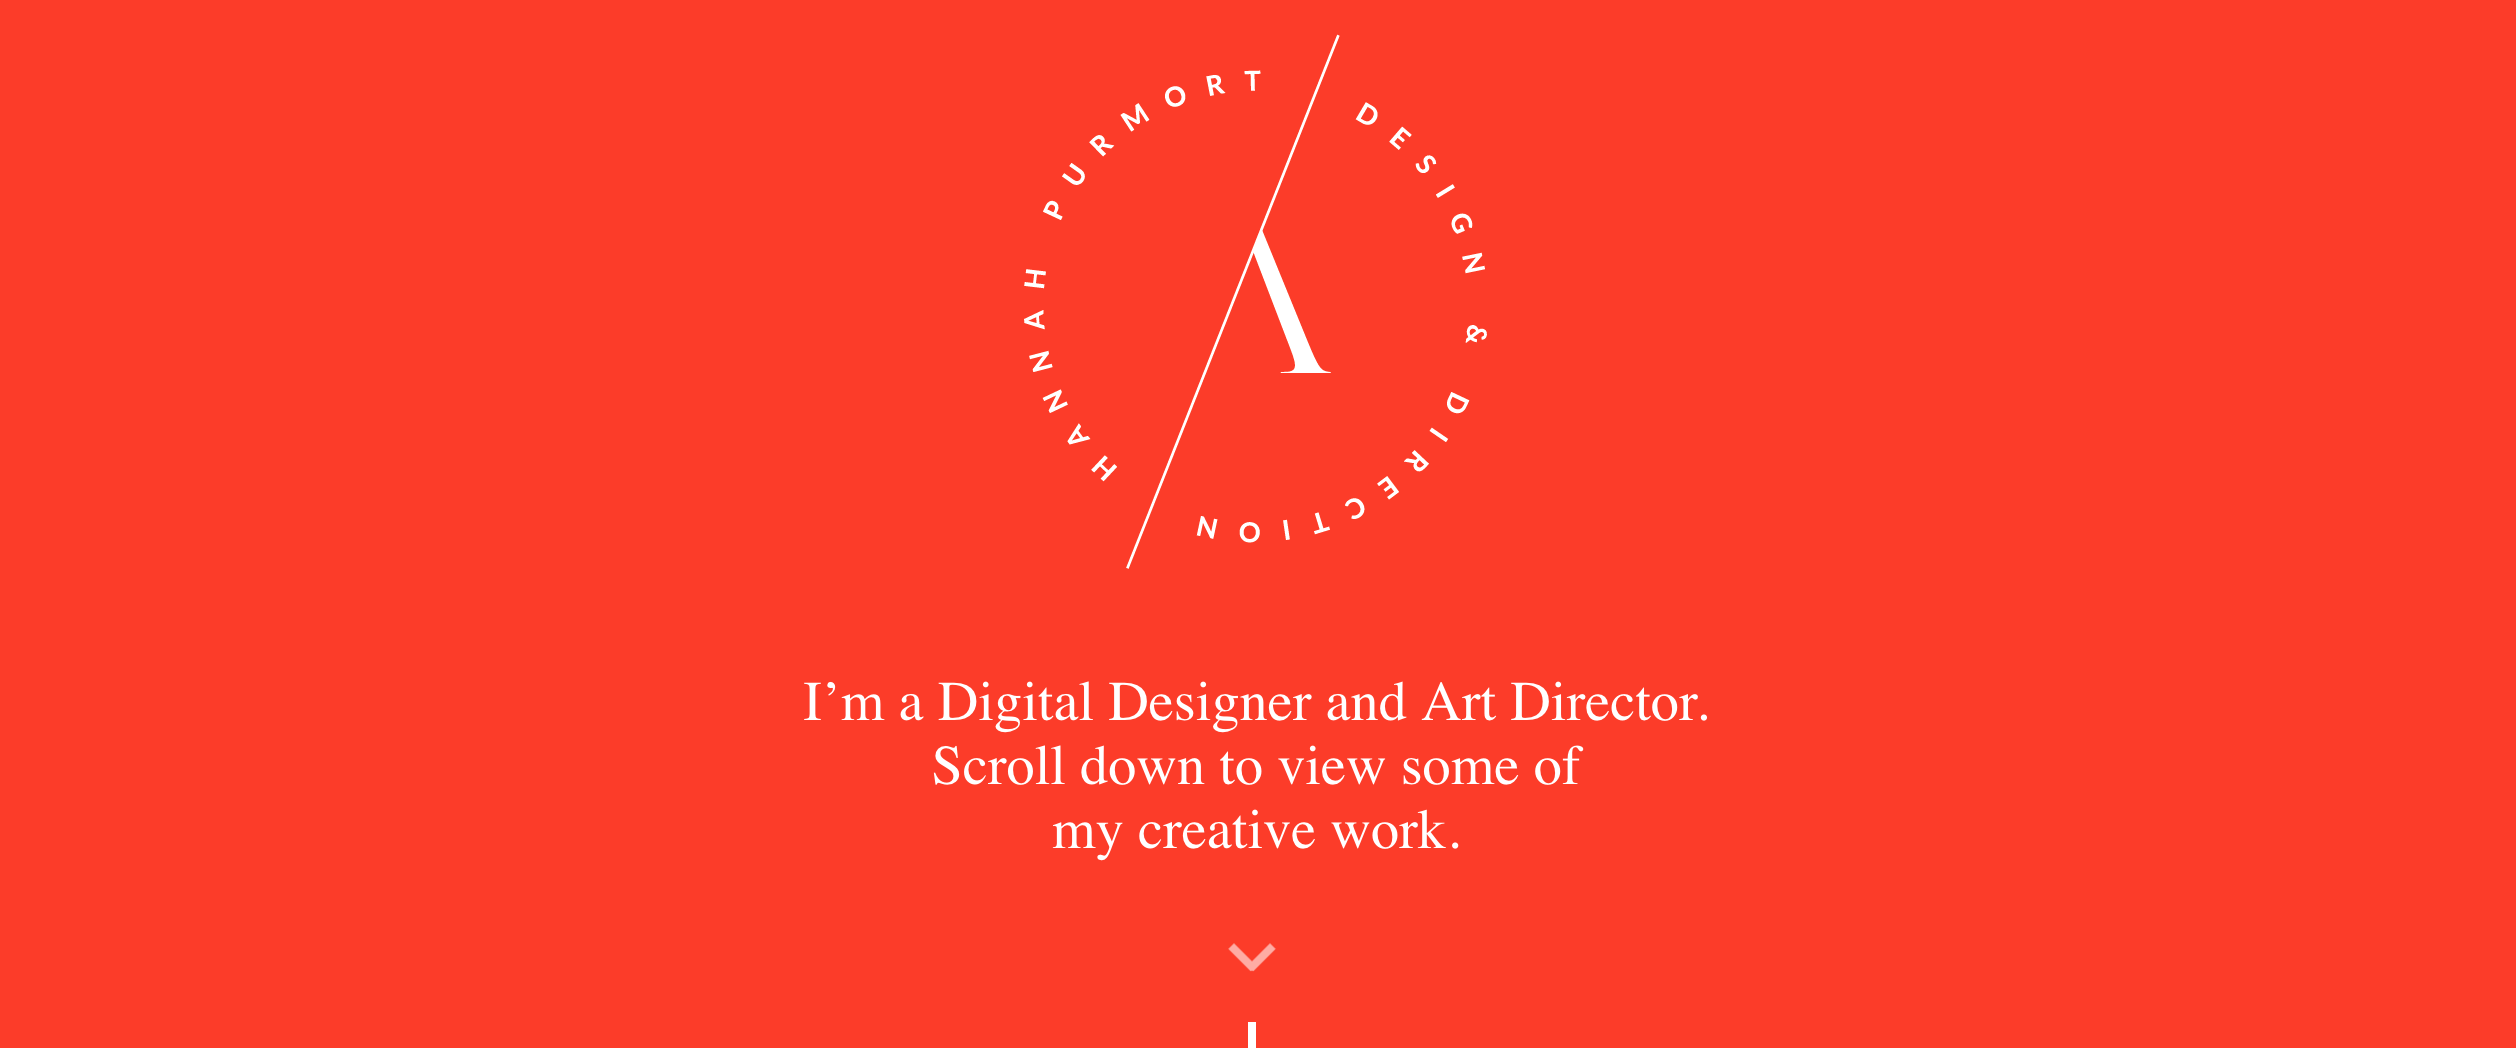 HANNAH PURMORT
DESIGN & DIRECTION
A
I’m a Digital Designer and Art Director.
Scroll down to view some of
my creative work.